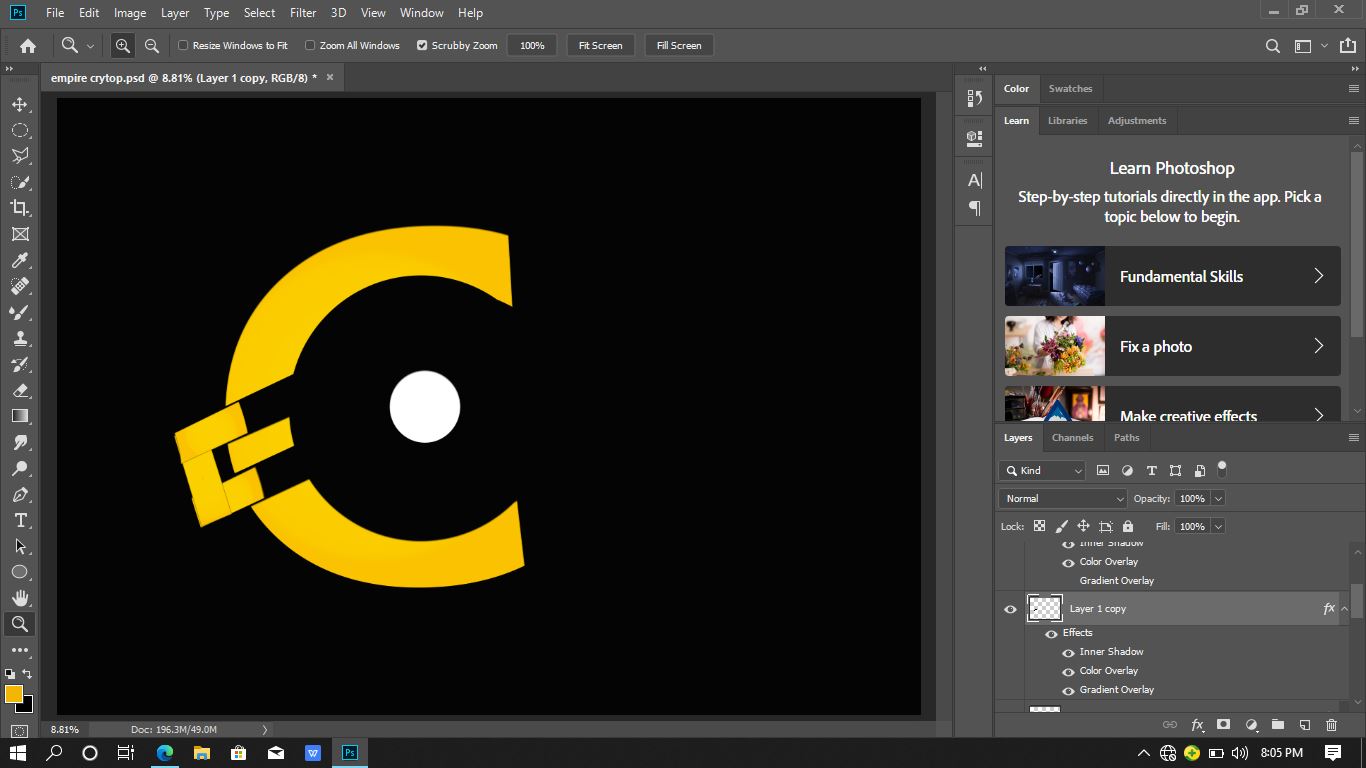 Ps File Edit Image Layer Type Select Filter 3D View Window Help
Resize Windows to Fit Zoom All Windows Scrubby Zoom 100% Fit Screen Fill Screen
empire crytop.psd @ 8.81% (Layer 1 copy, RGB/8) *
Color Swatches
Learn Libraries Adjustments
Learn Photoshop
Step-by-step tutorials directly in the app. Pick a
topic below to begin.
Fundamental Skills
Fix a photo
Make creative effects
Layers Channels Paths
Kind
Normal Opacity: 100%
Lock: Fill: 100%
Inner Shadow
Color Overlay
Gradient Overlay
Layer 1 copy fx
Effects
Inner Shadow
Color Overlay
Gradient Overlay
8.81% Doc: 196.3M/49.0M
fx
W Ps 8:05 PM